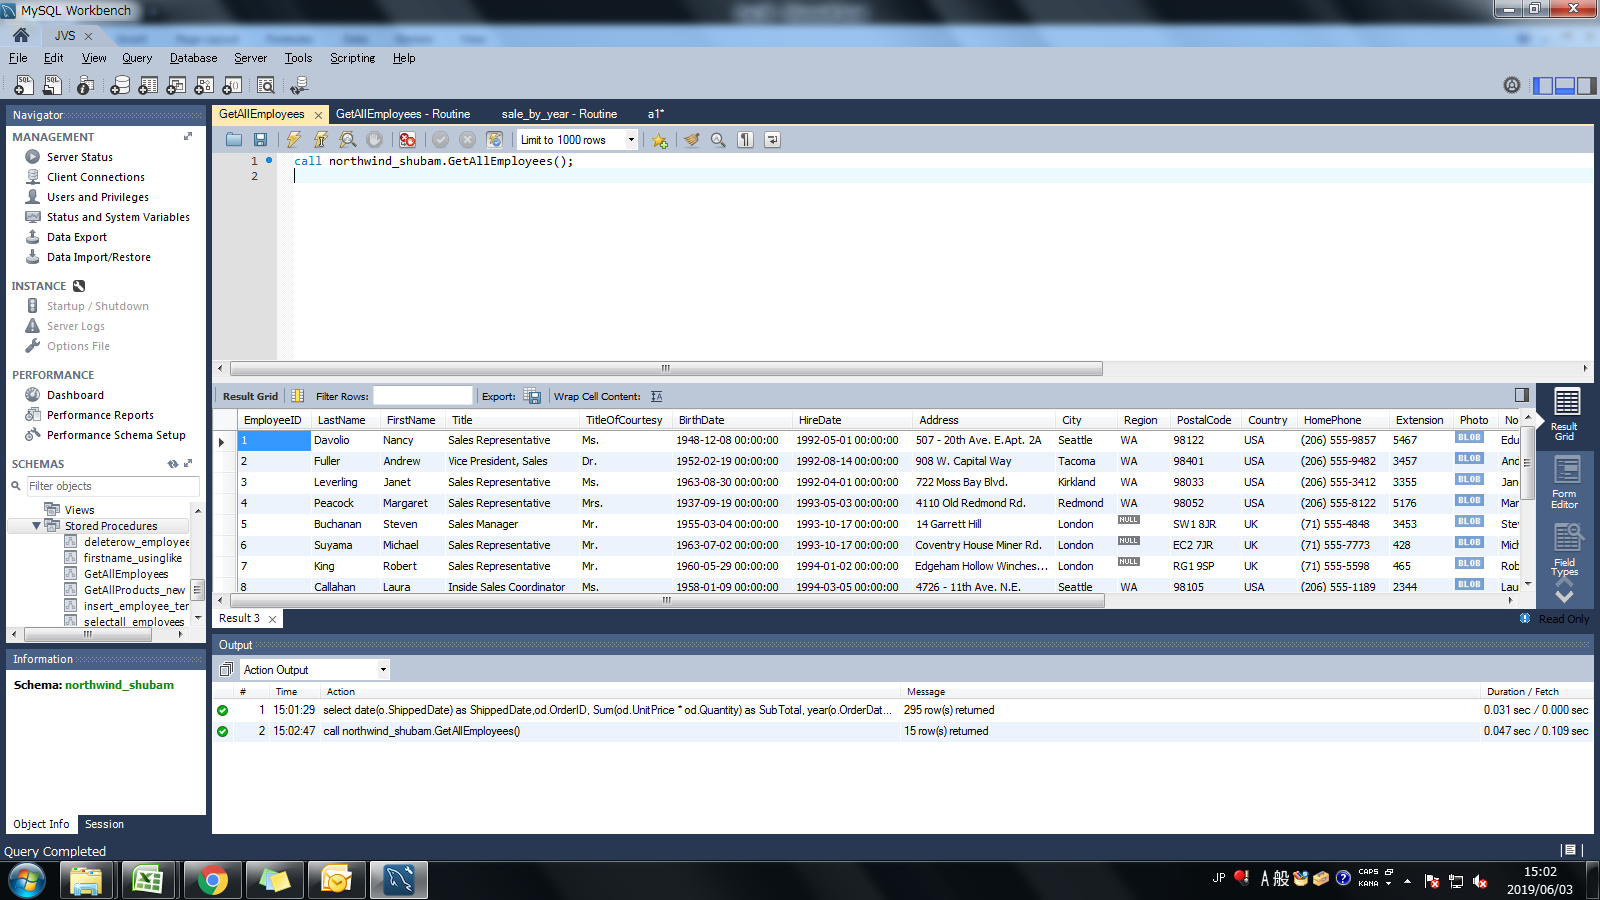 MySQL Workbench
JVS
File Edit View Query Database Server Tools Scripting Help
Navigator
MANAGEMENT
Server Status
Client Connections
Users and Privileges
Status and System Variables
Data Export
Data Import/Restore
INSTANCE
Startup / Shutdown
Server Logs
Options File
PERFORMANCE
Dashboard
Performance Reports
Performance Schema Setup
SCHEMAS
Filter objects
Views
Stored Procedures
deleterow_employee
firstname_usinglike
GetAllEmployees
GetAllProducts_new
insert_employee_ter
selectall_employees
Information
Schema: northwind_shubam
Object Info Session
Query Completed
GetAllEmployees GetAllEmployees - Routine sale_by_year - Routine a1*
Limit to 1000 rows
1 call northwind_shubam.GetAllEmployees();
2
Result Grid Filter Rows: Export: Wrap Cell Content:
EmployeeID LastName FirstName Title TitleOfCourtesy BirthDate HireDate Address City Region PostalCode Country HomePhone Extension Photo No
1 Davolio Nancy Sales Representative Ms. 1948-12-08 00:00:00 1992-05-01 00:00:00 507 - 20th Ave. E.Apt. 2A Seattle WA 98122 USA (206) 555-9857 5467 BLOB Edu
2 Fuller Andrew Vice President, Sales Dr. 1952-02-19 00:00:00 1992-08-14 00:00:00 908 W. Capital Way Tacoma WA 98401 USA (206) 555-9482 3457 BLOB And
3 Leverling Janet Sales Representative Ms. 1963-08-30 00:00:00 1992-04-01 00:00:00 722 Moss Bay Blvd. Kirkland WA 98033 USA (206) 555-3412 3355 BLOB Jan
4 Peacock Margaret Sales Representative Mrs. 1937-09-19 00:00:00 1993-05-03 00:00:00 4110 Old Redmond Rd. Redmond WA 98052 USA (206) 555-8122 5176 BLOB Mar
5 Buchanan Steven Sales Manager Mr. 1955-03-04 00:00:00 1993-10-17 00:00:00 14 Garrett Hill London NULL SW1 8JR UK (71) 555-4848 3453 BLOB Stev
6 Suyama Michael Sales Representative Mr. 1963-07-02 00:00:00 1993-10-17 00:00:00 Coventry House Miner Rd. London NULL EC2 7JR UK (71) 555-7773 428 BLOB Mich
7 King Robert Sales Representative Mr. 1960-05-29 00:00:00 1994-01-02 00:00:00 Edgeham Hollow Winches... London NULL RG1 9SP UK (71) 555-5598 465 BLOB Rob
8 Callahan Laura Inside Sales Coordinator Ms. 1958-01-09 00:00:00 1994-03-05 00:00:00 4726 - 11th Ave. N.E. Seattle WA 98105 USA (206) 555-1189 2344 BLOB Lau
Result Grid
Form Editor
Field Types
Result 3
Read Only
Output
Action Output
# Time Action Message Duration / Fetch
1 15:01:29 select date(o.ShippedDate) as ShippedDate,od.OrderID, Sum(od.UnitPrice * od.Quantity) as SubTotal, year(o.OrderDat... 295 row(s) returned 0.031 sec / 0.000 sec
2 15:02:47 call northwind_shubam.GetAllEmployees() 15 row(s) returned 0.047 sec / 0.109 sec
JP A 般 CAPS KANA
15:02
2019/06/03